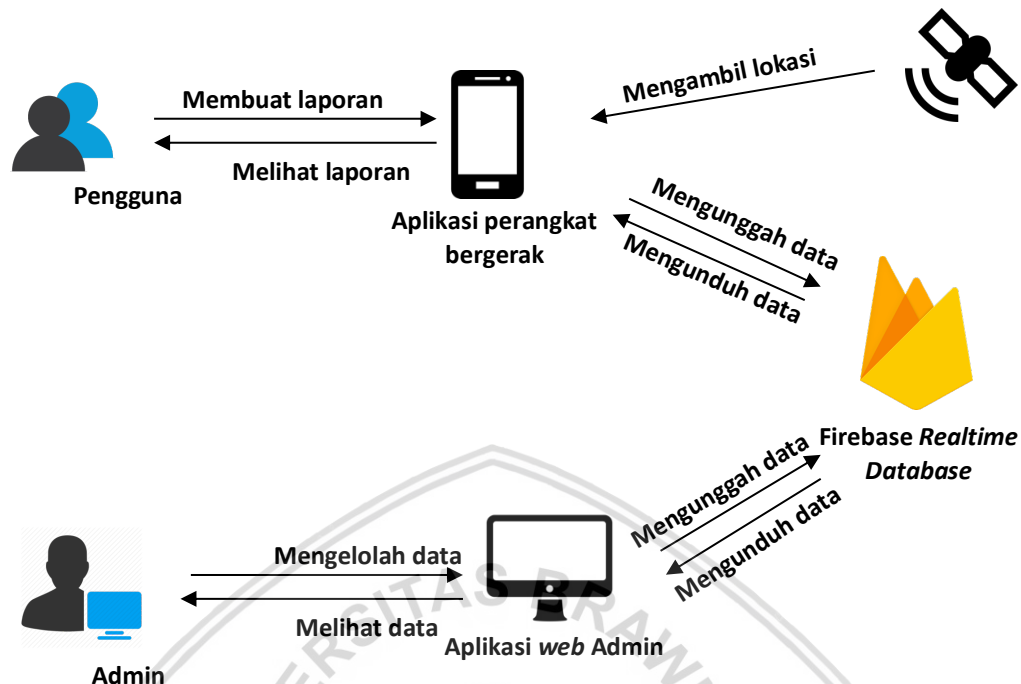 Mengambil lokasi
Membuat laporan
Melihat laporan
Pengguna
Aplikasi perangkat
bergerak
Mengunggah data
Mengunduh data
Firebase Realtime
Database
Mengunggah data
Mengunduh data
Mengelolah data
Melihat data
Aplikasi web Admin
Admin